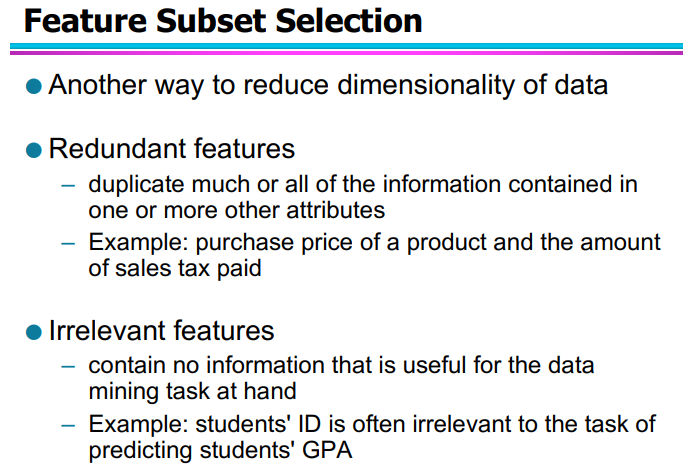 Feature Subset Selection
● Another way to reduce dimensionality of data
● Redundant features
– duplicate much or all of the information contained in
one or more other attributes
– Example: purchase price of a product and the amount
of sales tax paid
● Irrelevant features
– contain no information that is useful for the data
mining task at hand
– Example: students' ID is often irrelevant to the task of
predicting students' GPA